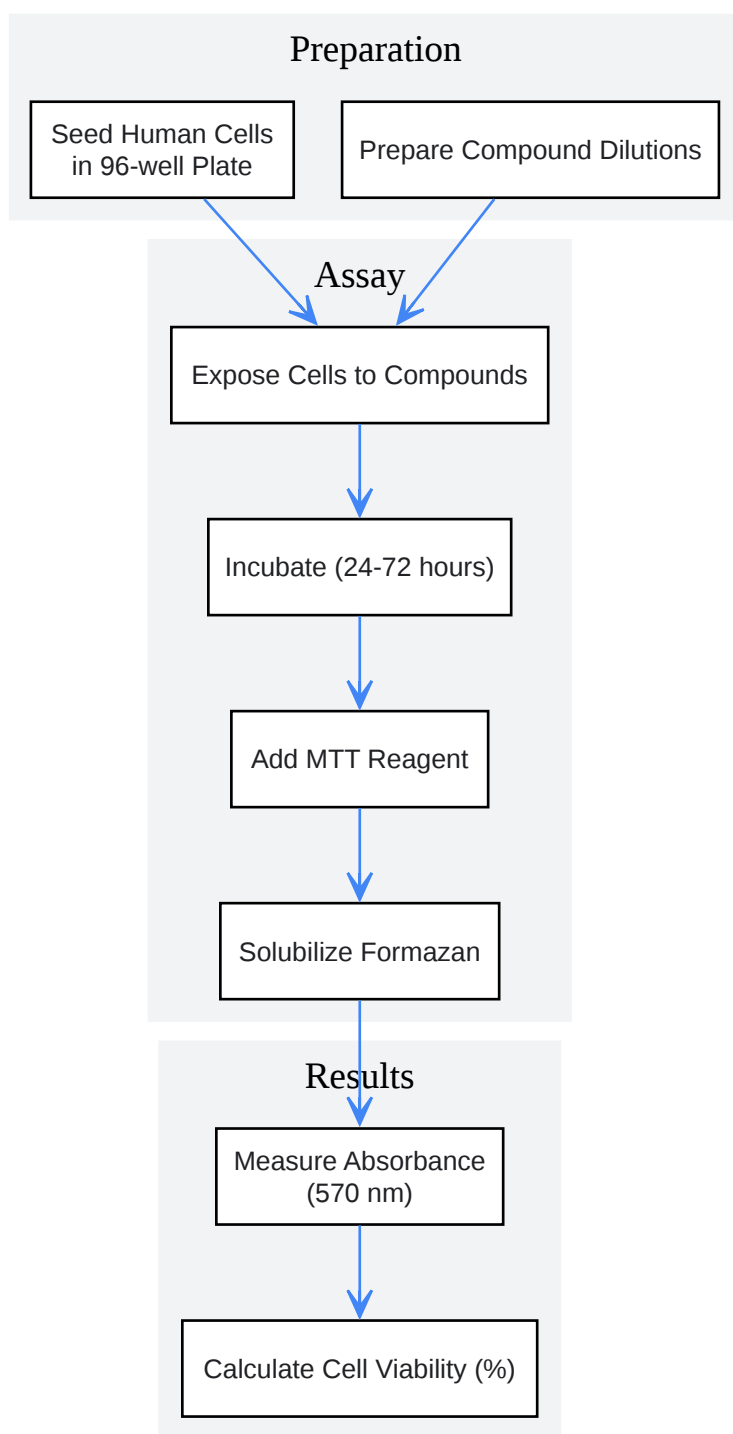 Preparation
Seed Human Cells
in 96-well Plate
Prepare Compound Dilutions
Assay
Expose Cells to Compounds
Incubate (24-72 hours)
Add MTT Reagent
Solubilize Formazan
Results
Measure Absorbance
(570 nm)
Calculate Cell Viability (%)